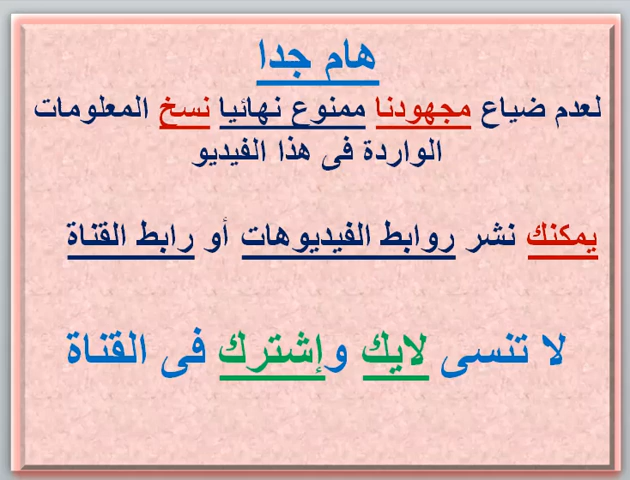 هام جدا
لعدم ضياع مجهودنا ممنوع نهائيا نسخ المعلومات
الواردة فى هذا الفيديو
يمكنك نشر روابط الفيديوهات أو رابط القناة
لا تنسى لايك وإشترك فى القناة